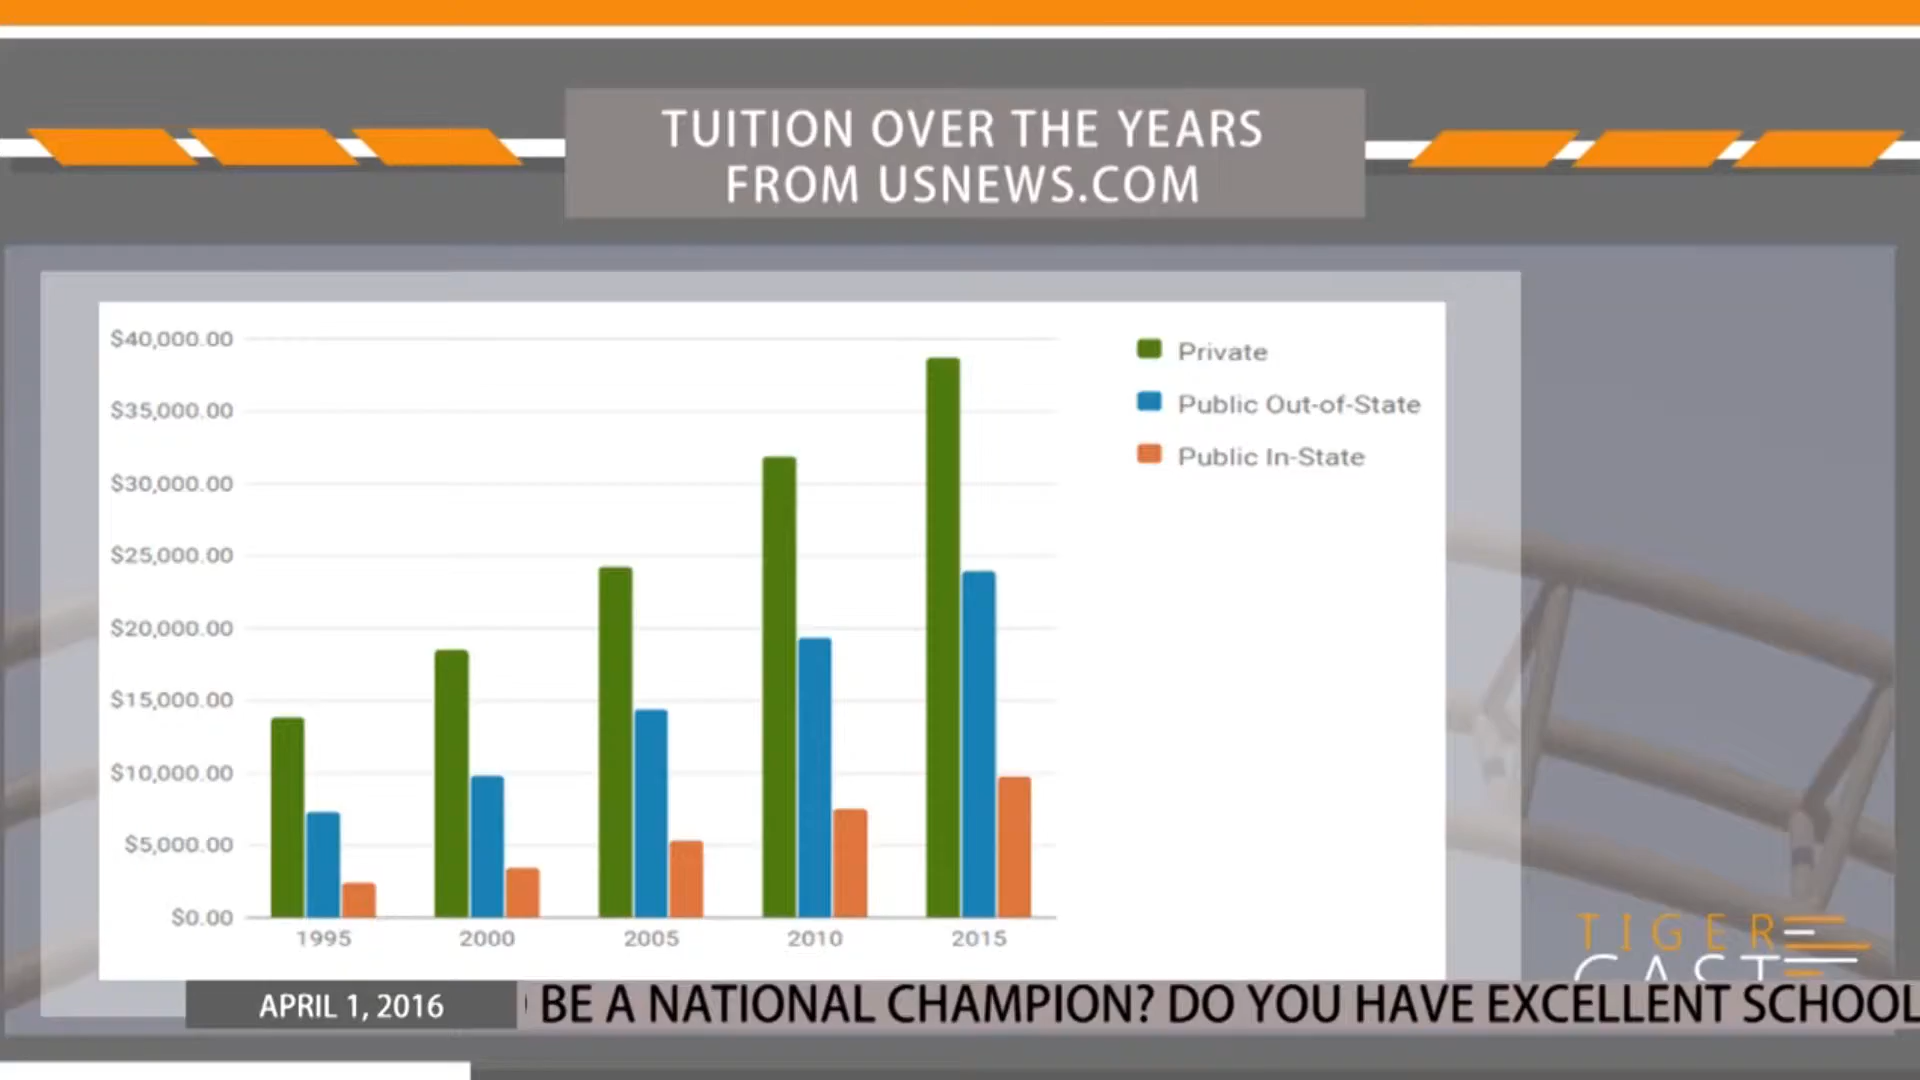 TUITION OVER THE YEARS
FROM USNEWS.COM
$40,000.00
$35,000.00
$30,000.00
$25,000.00
$20,000.00
$15,000.00
$10,000.00
$5,000.00
$0.00
1995 2000 2005 2010 2015
Private
Public Out-of-State
Public In-State
TIGER
CAST
APRIL 1, 2016
BE A NATIONAL CHAMPION? DO YOU HAVE EXCELLENT SCHOOL